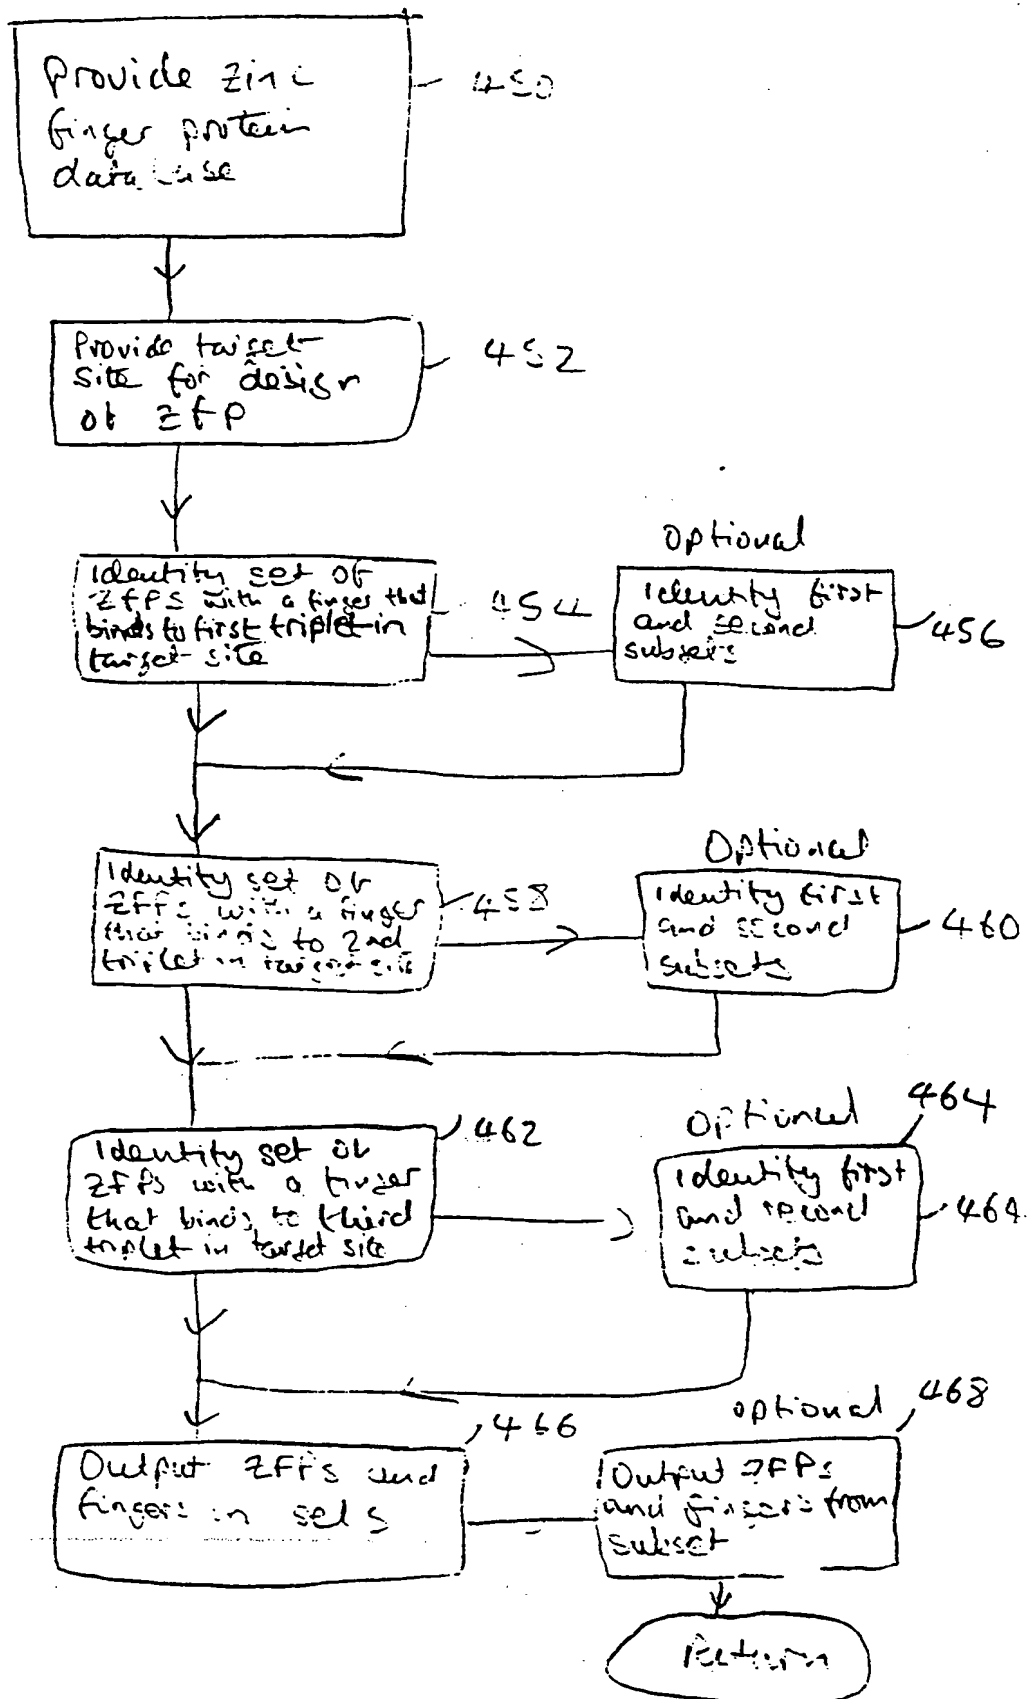 Provide zinc
450
finger protein
database
Provide target
452
site for design
of ZFP
Optional
Identify set of
ZFPs with a finger that
454
binds to first triplet in
target site
Identify first
and second
456
subsets
Optional
Identify set of
ZFPs with a finger
458
that binds to 2nd
triplet in target site
Identify first
and second
460
subsets
464
Optional
462
Identify set of
ZFPs with a finger
that binds to third
triplet in target site
Identify first
and second
464
subsets
468
optional
466
Output ZFPs and
fingers in sets
Output ZFPs
and fingers from
subset
Return